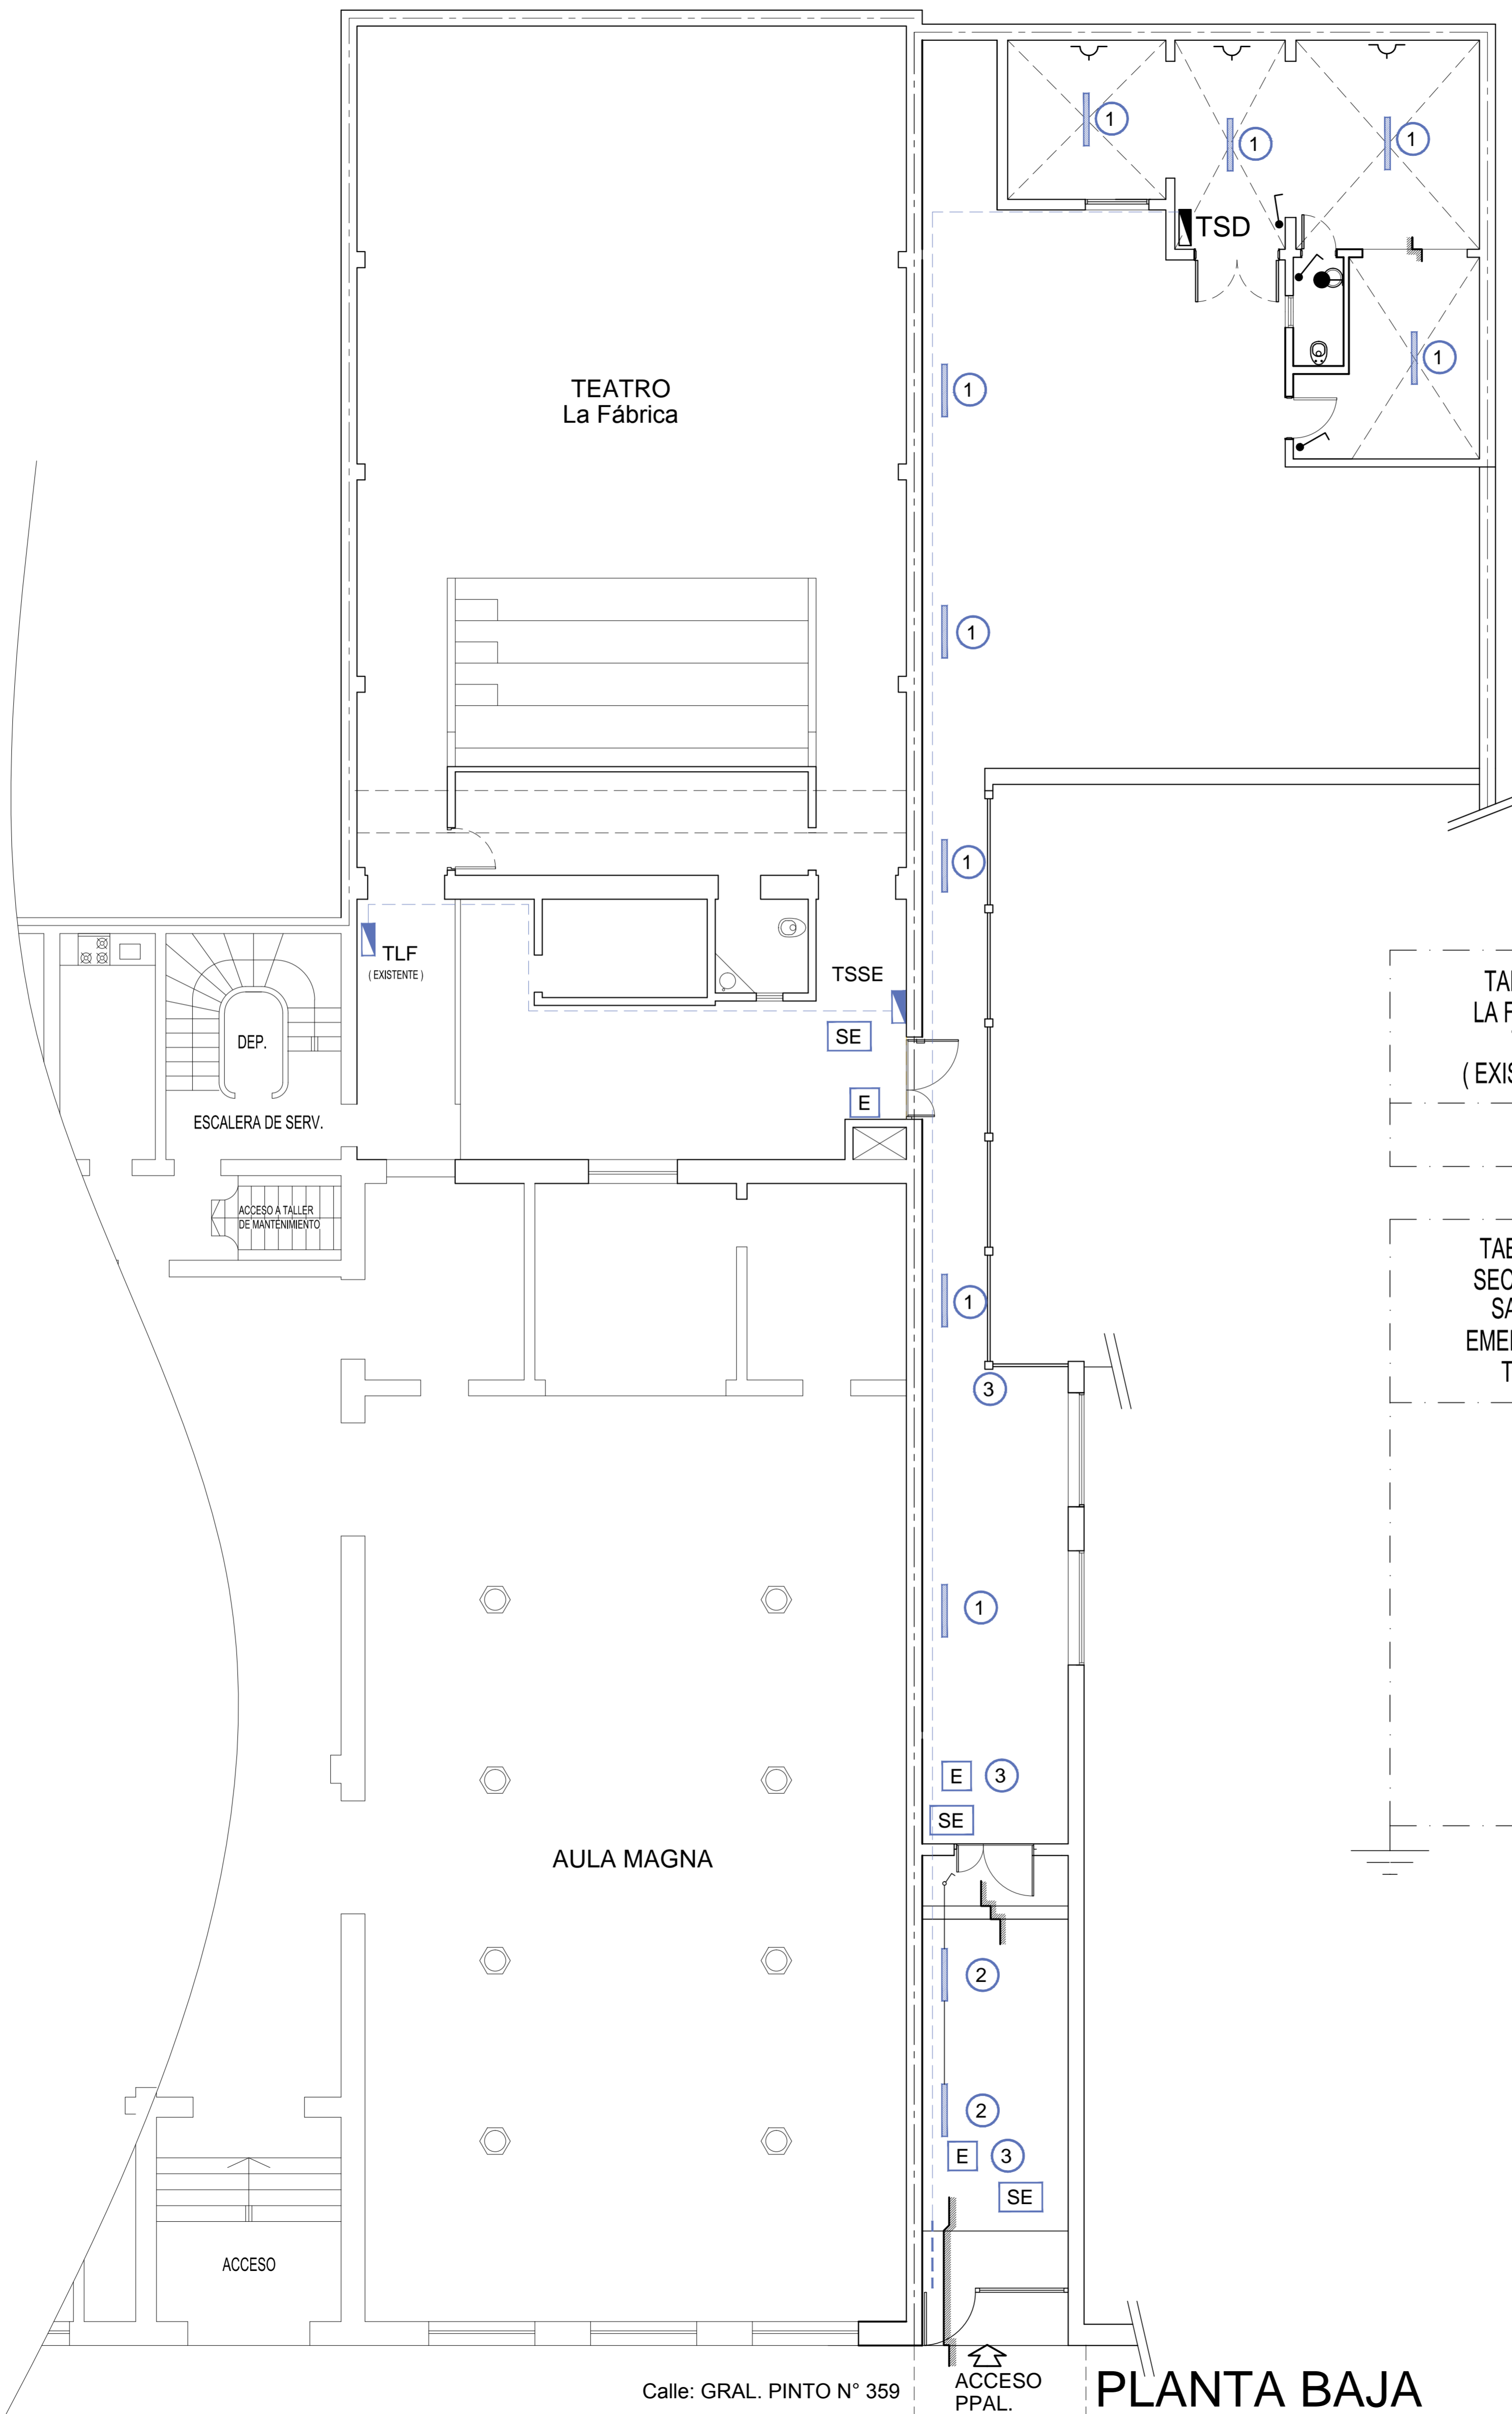 1
1
1
TSD
1
TEATRO
La Fábrica
1
1
1
TLF
( EXISTENTE )
TSSE
SE
E
DEP.
ESCALERA DE SERV.
ACCESO A TALLER
DE MANTENIMIENTO
LA
( EXIS
1
3
1
E
3
SE
AULA MAGNA
2
2
E
3
SE
ACCESO
Calle: GRAL. PINTO N° 359
ACCESO
PPAL.
PLANTA BAJA